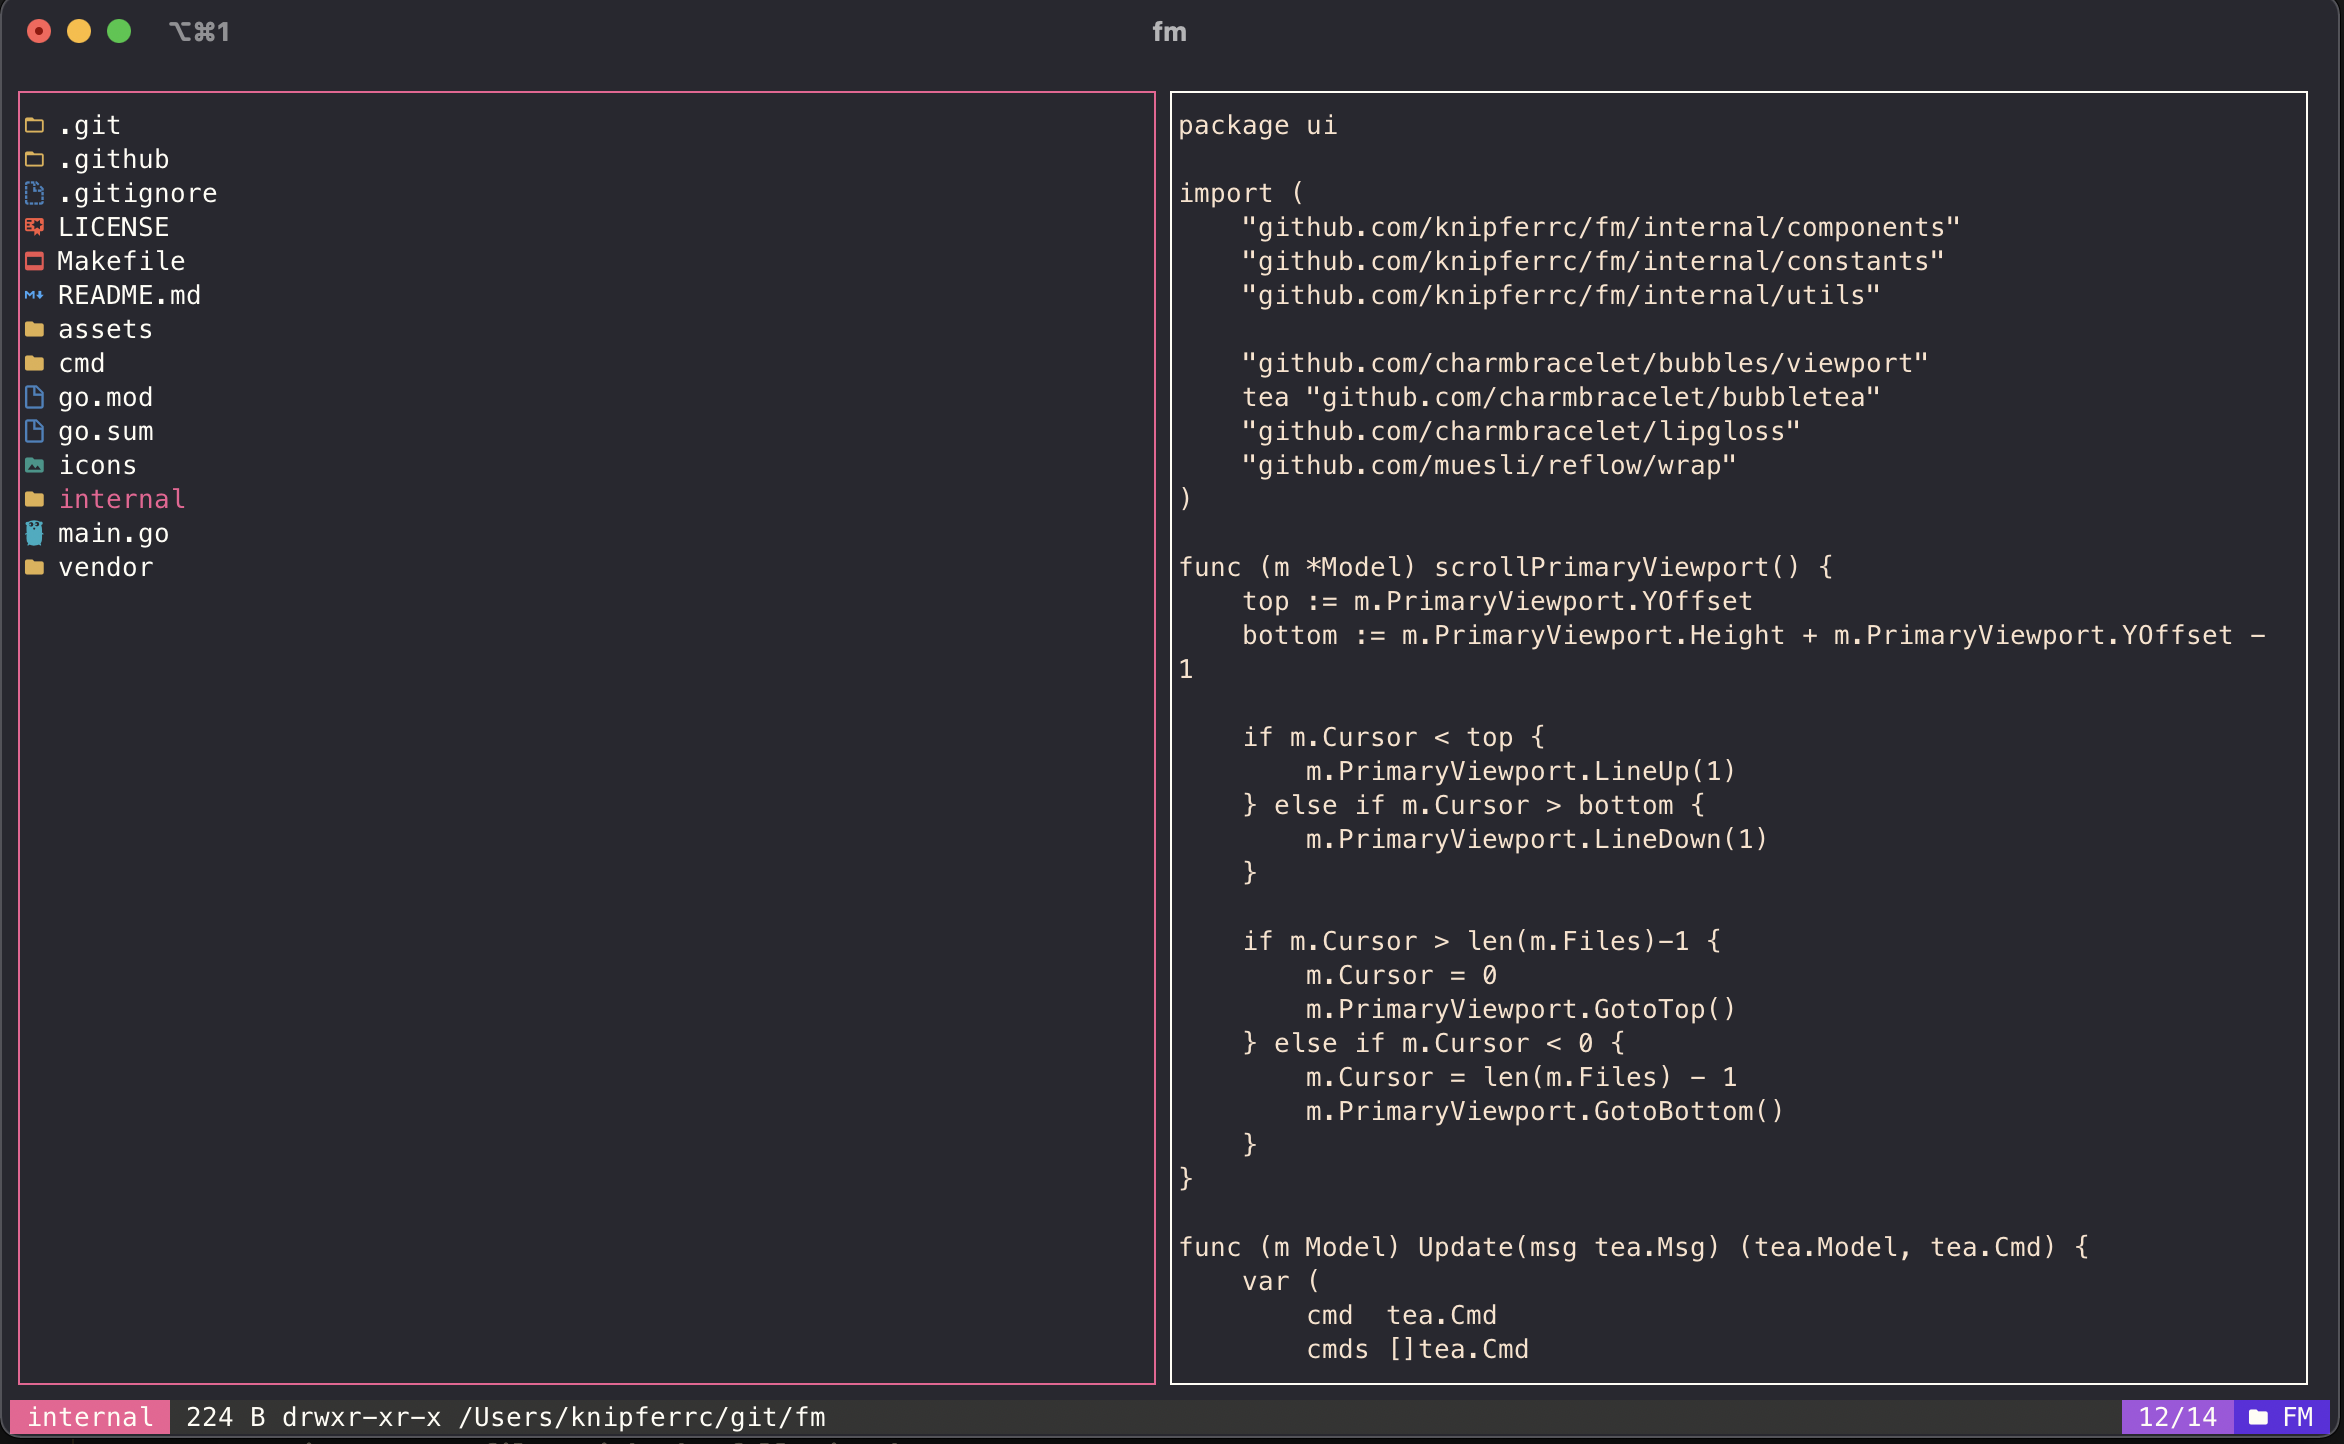 ⌥⌘1
fm
.git
.github
.gitignore
LICENSE
Makefile
README.md
assets
cmd
go.mod
go.sum
icons
internal
main.go
vendor
package ui
import (
"github.com/knipferrc/fm/internal/components"
"github.com/knipferrc/fm/internal/constants"
"github.com/knipferrc/fm/internal/utils"
"github.com/charmbracelet/bubbles/viewport"
tea "github.com/charmbracelet/bubbletea"
"github.com/charmbracelet/lipgloss"
"github.com/muesli/reflow/wrap"
)
func (m *Model) scrollPrimaryViewport() {
top := m.PrimaryViewport.YOffset
bottom := m.PrimaryViewport.Height + m.PrimaryViewport.YOffset -
1
if m.Cursor < top {
m.PrimaryViewport.LineUp(1)
} else if m.Cursor > bottom {
m.PrimaryViewport.LineDown(1)
}
if m.Cursor > len(m.Files)-1 {
m.Cursor = 0
m.PrimaryViewport.GotoTop()
} else if m.Cursor < 0 {
m.Cursor = len(m.Files) - 1
m.PrimaryViewport.GotoBottom()
}
}
func (m Model) Update(msg tea.Msg) (tea.Model, tea.Cmd) {
var (
cmd  tea.Cmd
cmds []tea.Cmd
internal 224 B drwxr-xr-x /Users/knipferrc/git/fm 12/14 FM